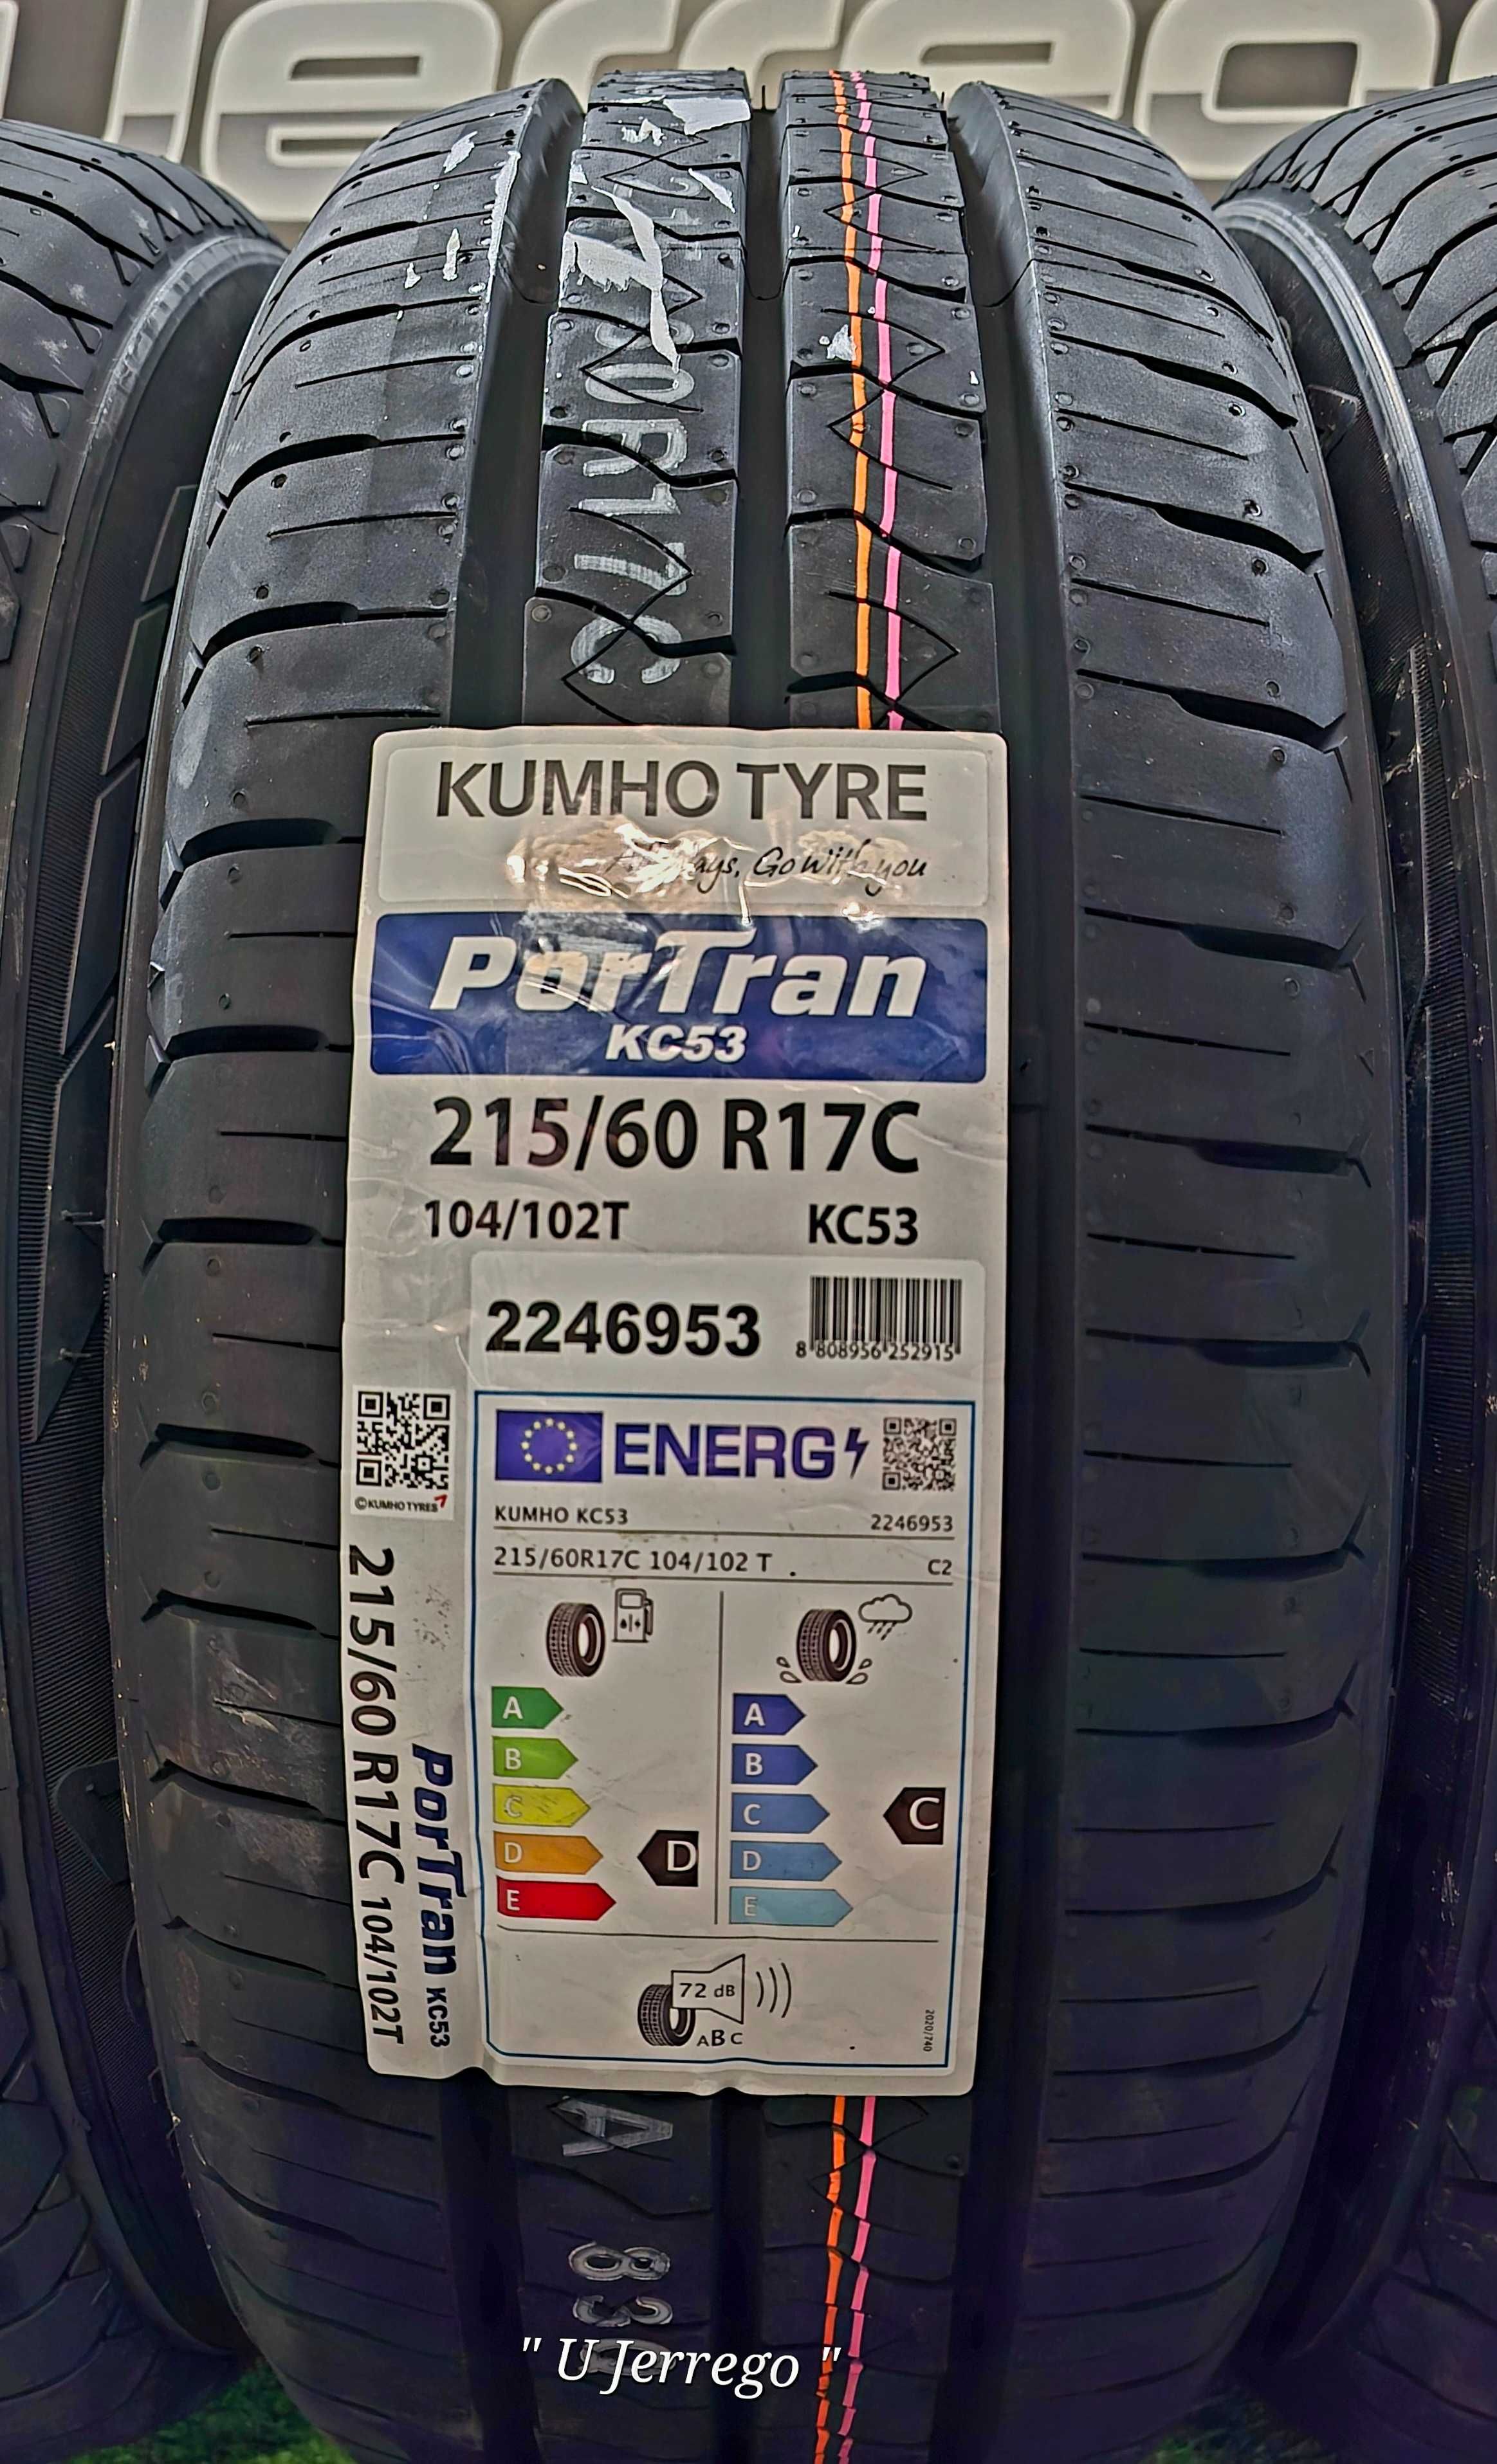 Jerrego
60R17C
KUMHO TYRE
Always, Go with you
PorTran
KC53
215/60 R17C
104/102T KC53
2246953
8 808956 252915
ENERG
©KUMHO TYRES
KUMHO KC53 2246953
215/60R17C 104/102 T C2
A A
B B
C C C
D D D
E E
72 dB
ABC
2020/740
215/60 R17C 104/102T
PorTran KC53
A
" U Jerrego "